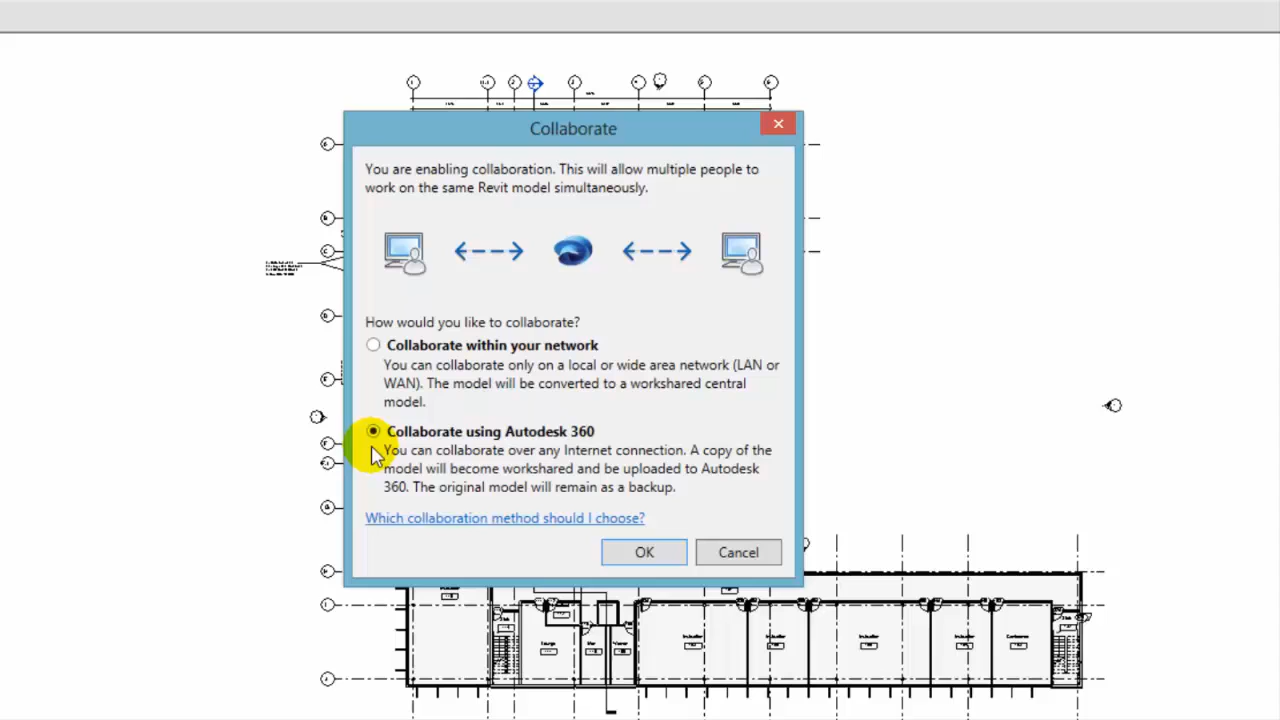 Collaborate
You are enabling collaboration. This will allow multiple people to
work on the same Revit model simultaneously.
How would you like to collaborate?
Collaborate within your network
You can collaborate only on a local or wide area network (LAN or
WAN). The model will be converted to a workshared central
model.
Collaborate using Autodesk 360
You can collaborate over any Internet connection. A copy of the
model will become workshared and be uploaded to Autodesk
360. The original model will remain as a backup.
Which collaboration method should I choose?
OK
Cancel